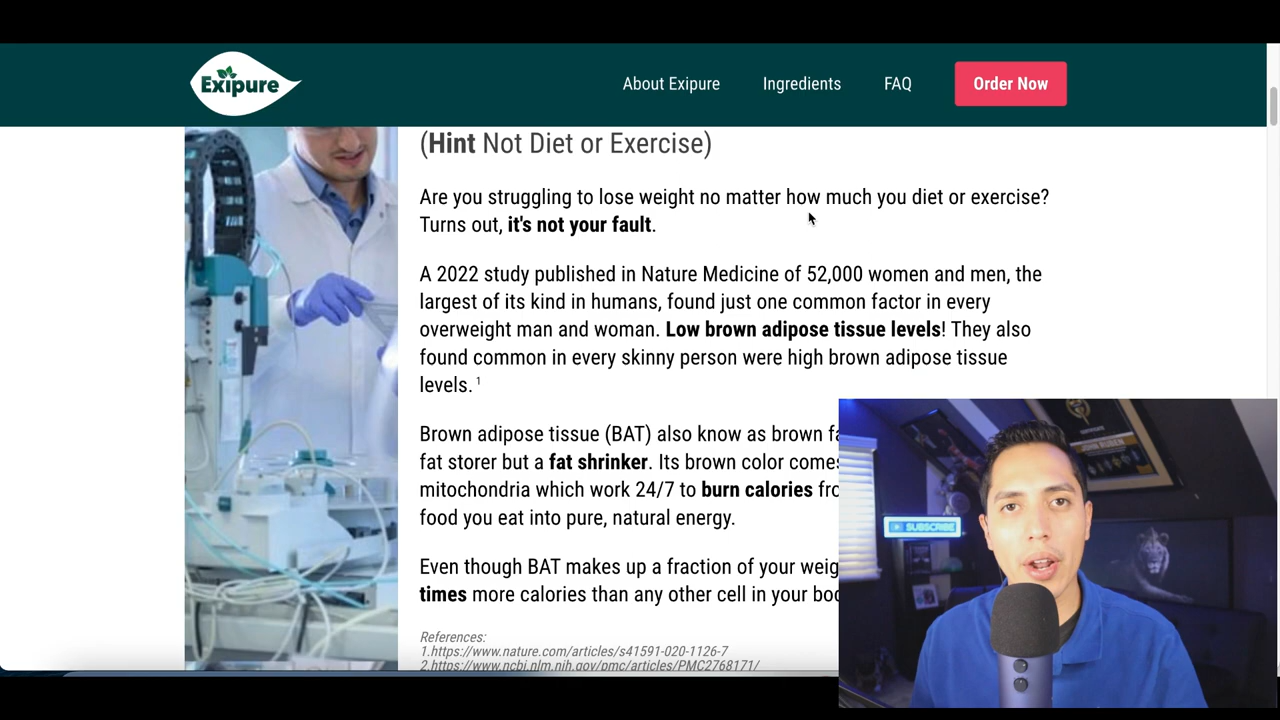 Exipure
About Exipure
Ingredients
FAQ
Order Now
(Hint Not Diet or Exercise)
Are you struggling to lose weight no matter how much you diet or exercise?
Turns out, it's not your fault.
A 2022 study published in Nature Medicine of 52,000 women and men, the
largest of its kind in humans, found just one common factor in every
overweight man and woman. Low brown adipose tissue levels! They also
found common in every skinny person were high brown adipose tissue
levels. 1
Brown adipose tissue (BAT) also know as brown
fat storer but a fat shrinker. Its brown color comes
mitochondria which work 24/7 to burn calories
food you eat into pure, natural energy.
Even though BAT makes up a fraction of your
times more calories than any other cell in your
References:
1.https://www.nature.com/articles/s41591-020-1126-7
2.https://www.ncbi.nlm.nih.gov/pmc/articles/PMC2768171/
SUBSCRIBE